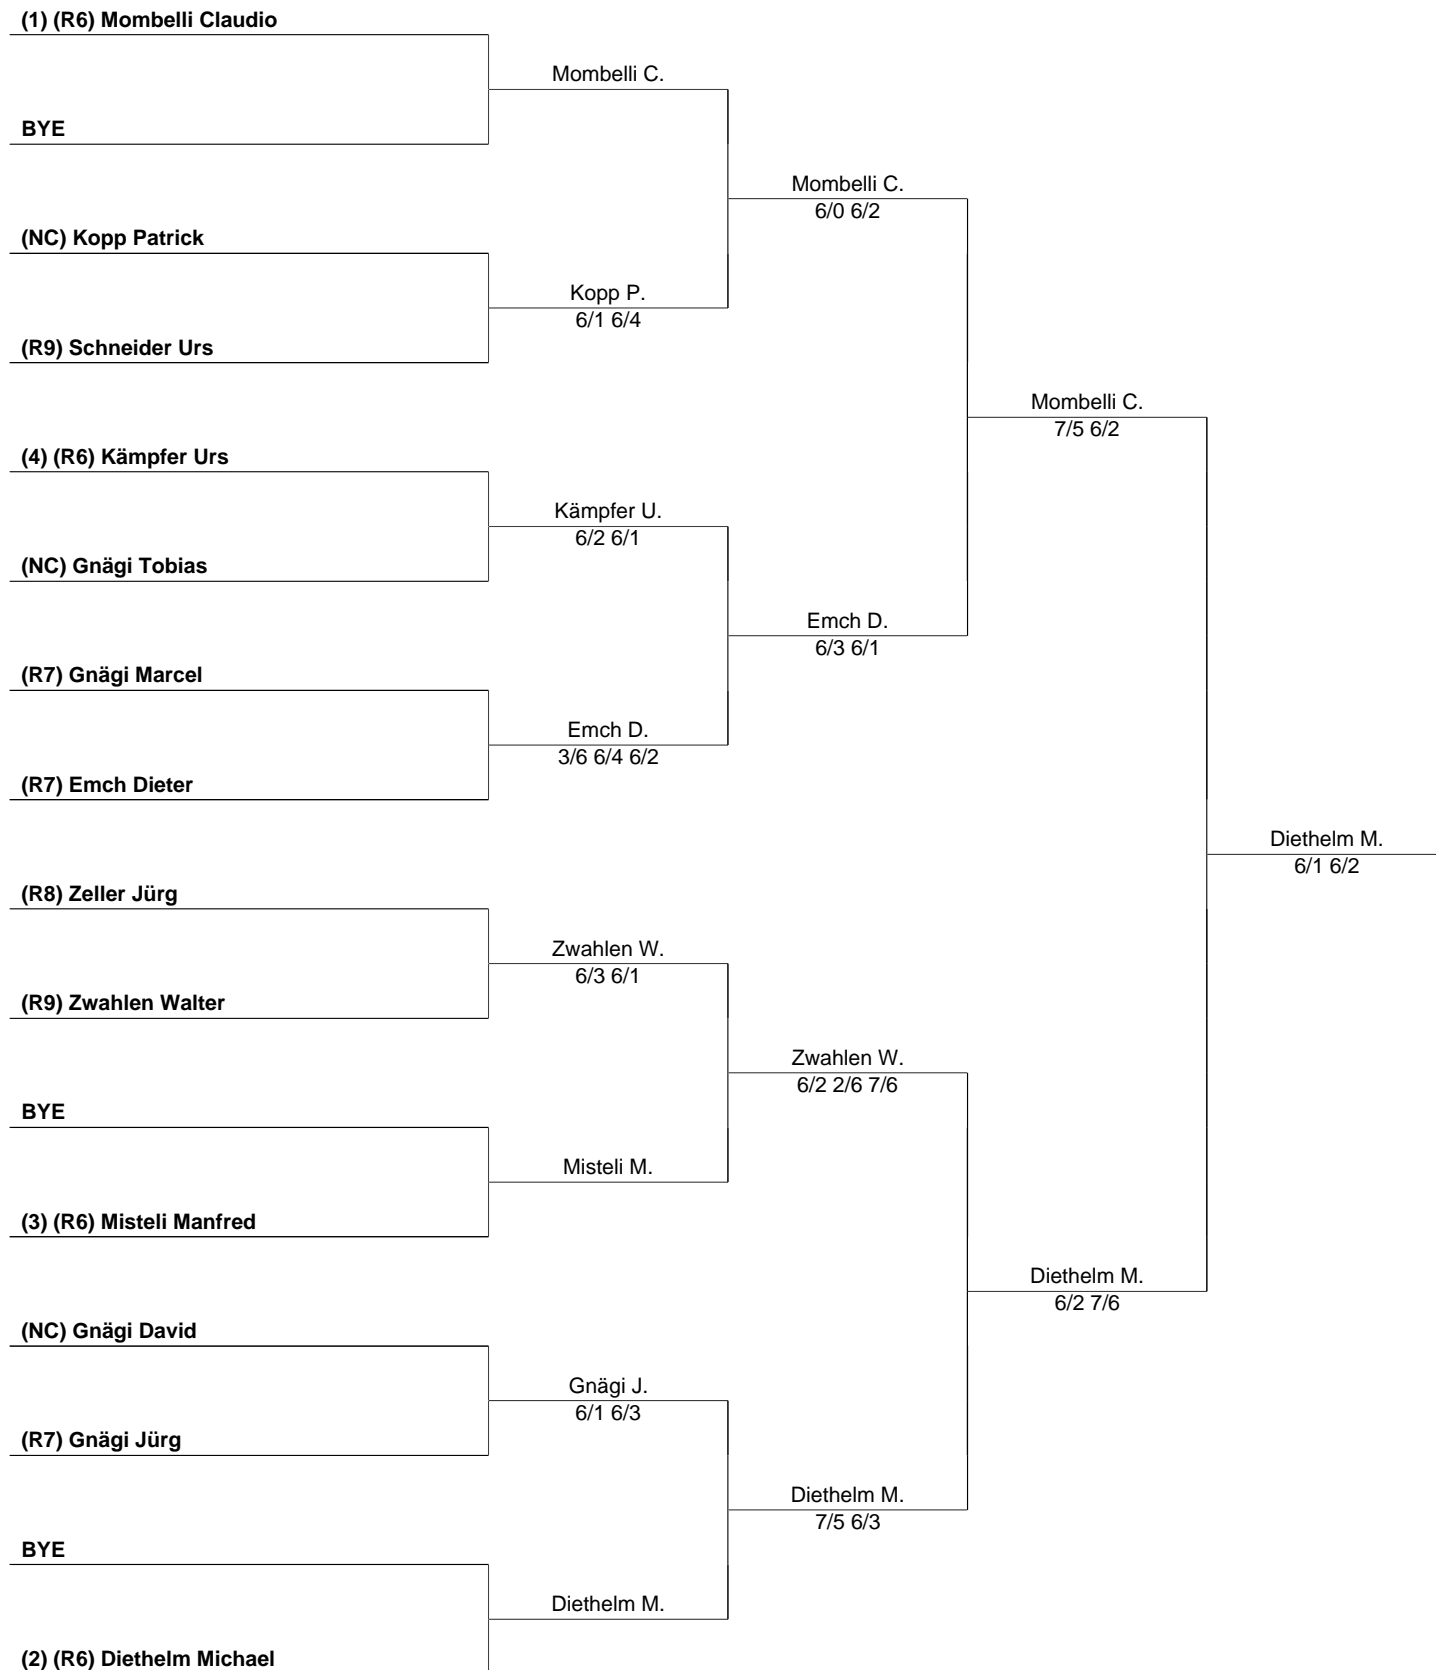 (1) (R6) Mombelli Claudio
Mombelli C.
BYE
Mombelli C.
6/0 6/2
(NC) Kopp Patrick
Kopp P.
6/1 6/4
(R9) Schneider Urs
Mombelli C.
7/5 6/2
(4) (R6) Kämpfer Urs
Kämpfer U.
6/2 6/1
(NC) Gnägi Tobias
Emch D.
6/3 6/1
(R7) Gnägi Marcel
Emch D.
3/6 6/4 6/2
(R7) Emch Dieter
Diethelm M.
6/1 6/2
(R8) Zeller Jürg
Zwahlen W.
6/3 6/1
(R9) Zwahlen Walter
Zwahlen W.
6/2 2/6 7/6
BYE
Misteli M.
(3) (R6) Misteli Manfred
Diethelm M.
6/2 7/6
(NC) Gnägi David
Gnägi J.
6/1 6/3
(R7) Gnägi Jürg
Diethelm M.
7/5 6/3
BYE
Diethelm M.
(2) (R6) Diethelm Michael